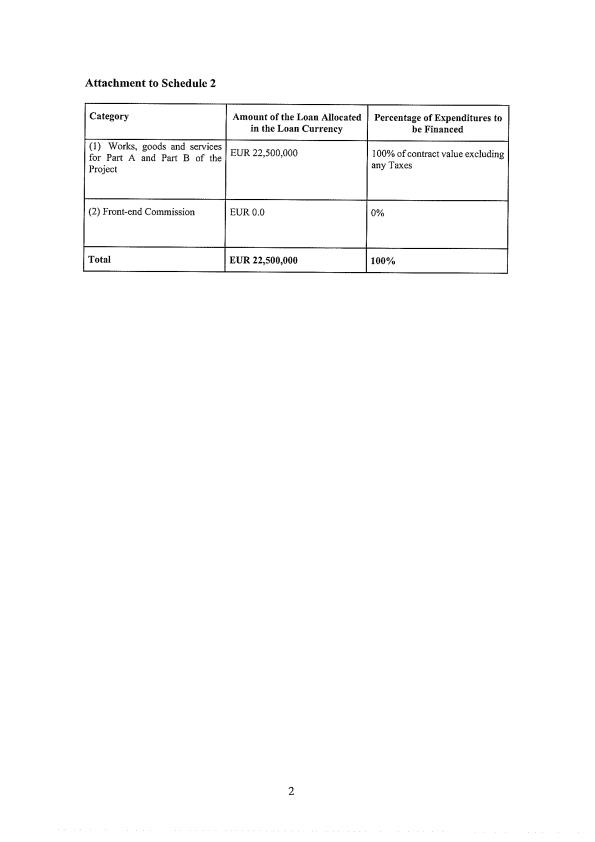 Attachment to Schedule 2
Category
Amount of the Loan Allocated
in the Loan Currency
Percentage of Expenditures to
be Financed
(1) Works, goods and services
for Part A and Part B of the
Project
EUR 22,500,000
100% of contract value excluding
any Taxes
(2) Front-end Commission
EUR 0.0
0%
Total
EUR 22,500,000
100%
2